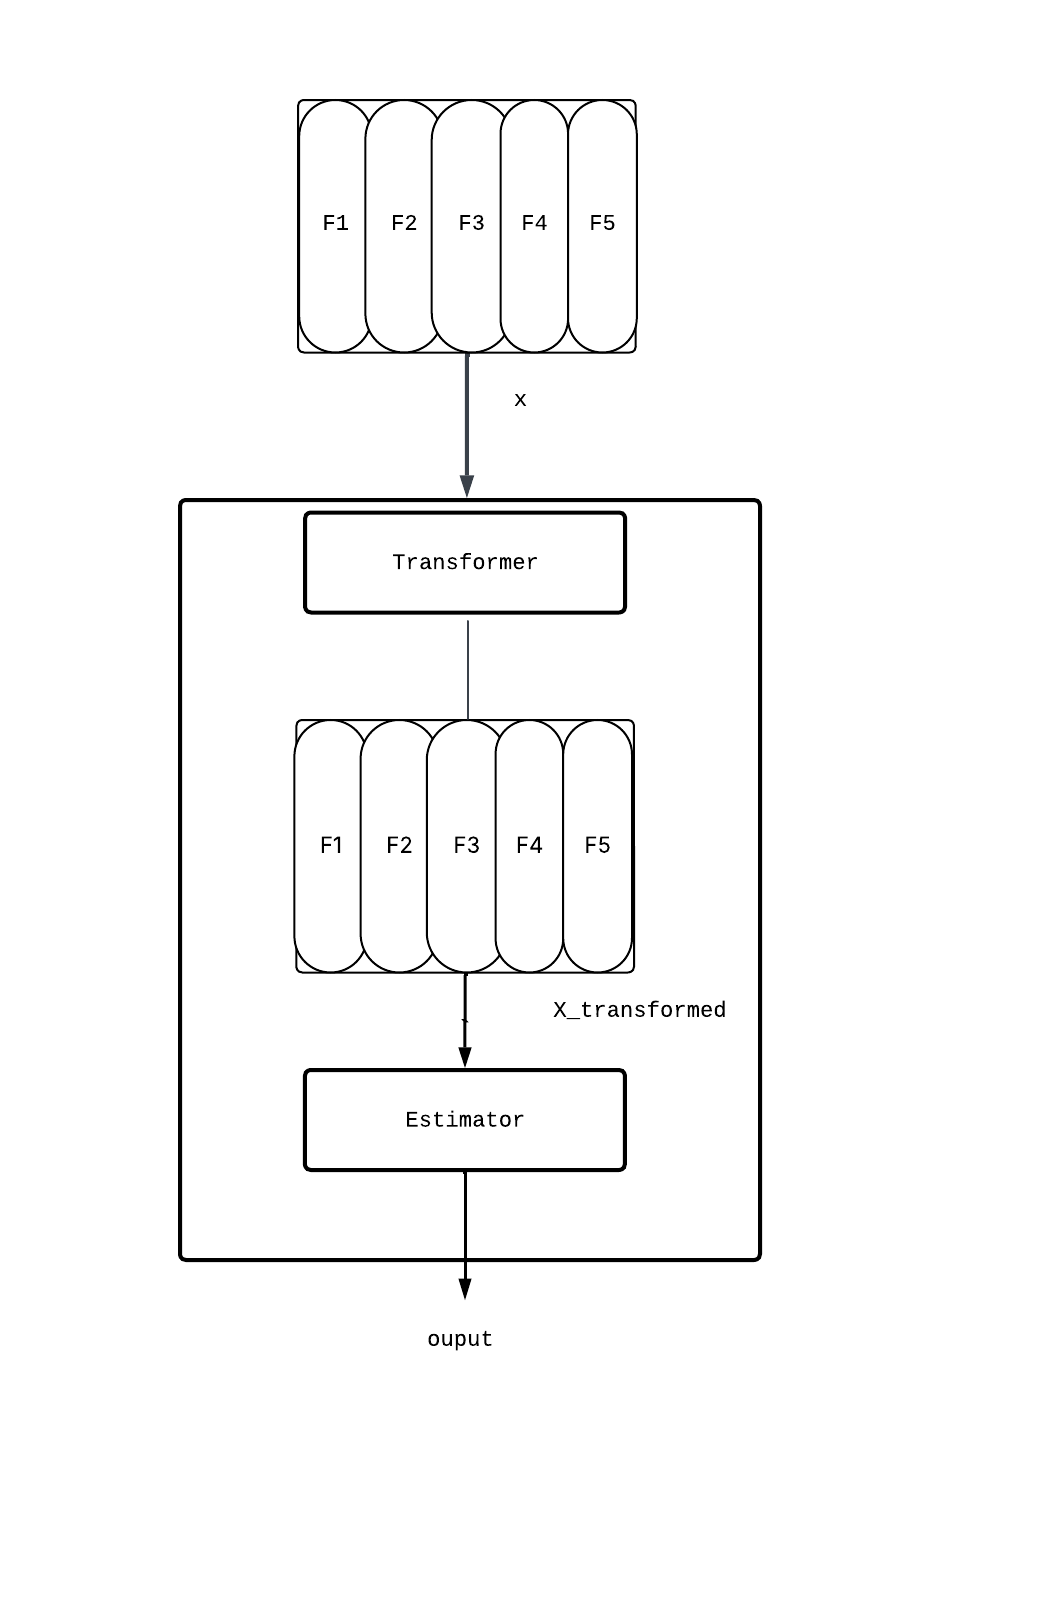 F1 F2 F3 F4 F5
x
Transformer
F1 F2 F3 F4 F5
X_transformed
Estimator
ouput